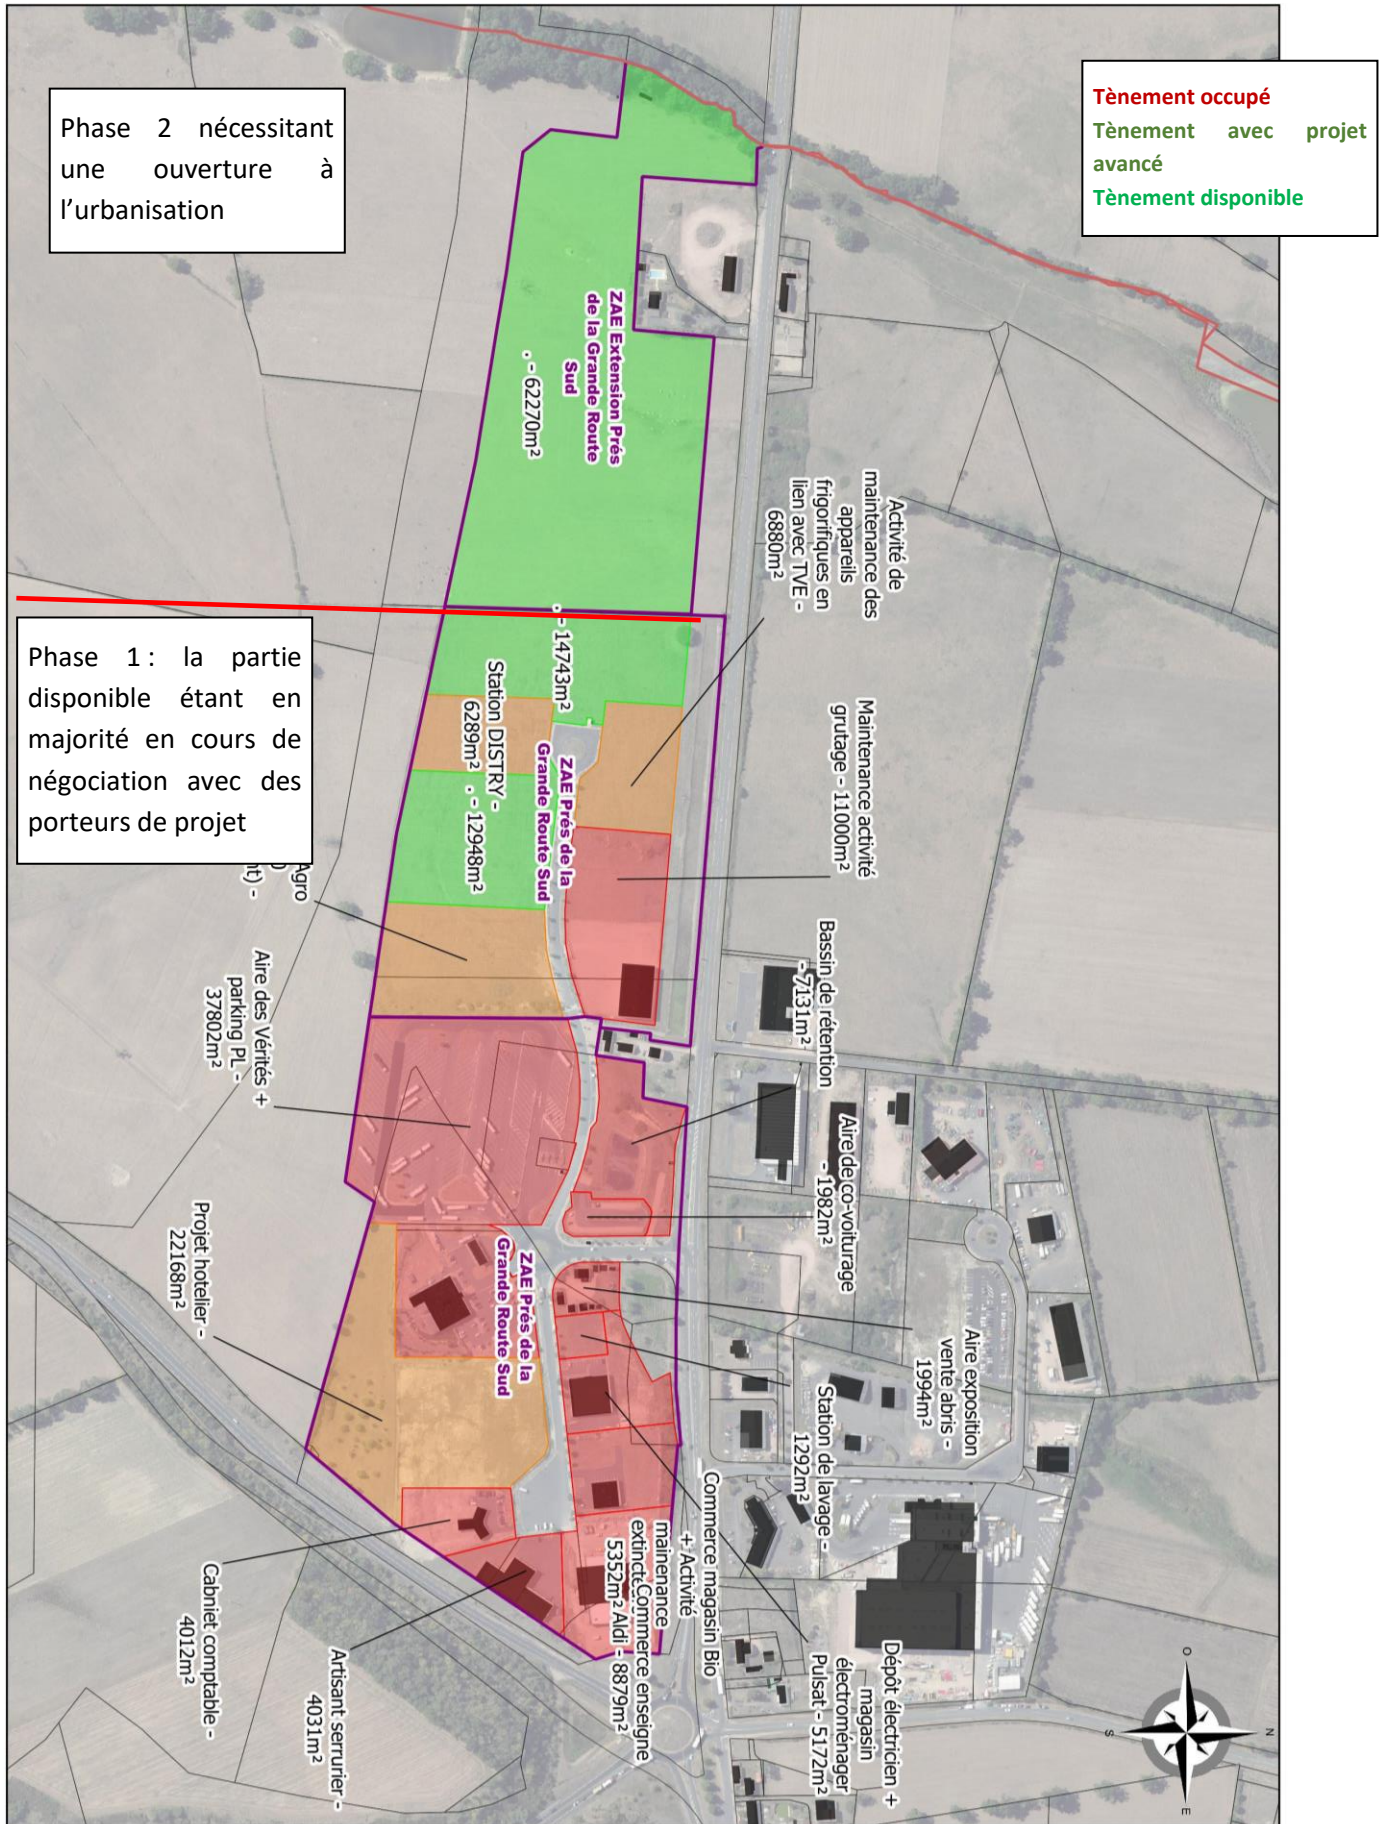 Phase 2 nécessitant
une ouverture à
l'urbanisation
Tènement occupé
Tènement avec projet
avancé
Tènement disponible
ZAE Extension Prés
de la Grande Route
Sud
. - 62270m²
Activité de
maintenance des
appareils
frigorifiques en
lien avec TVE -
6880m²
Phase 1 : la partie
disponible étant en
majorité en cours de
négociation avec des
porteurs de projet
. - 14743m²
Station DISTRY -
6289m²
. - 12948m²
ZAE Prés de la
Grande Route Sud
Maintenance activité
grutage - 11000m²
Agro
nt) -
Bassin de rétention
- 7131m²
Aire des Vérités +
parking PL -
37802m²
Aire de co-voiturage
- 1982m²
Projet hotelier -
22168m²
ZAE Prés de la
Grande Route Sud
Aire exposition
vente abris -
1994m²
Station de lavage -
1292m²
Commerce magasin Bio
+ Activité
mainenance
5352m²
Commerce enseigne
Aldi - 8879m²
Dépôt électricien +
magasin
électroménager
Pulsat - 5172m²
Cabniet comptable -
4012m²
Artisant serrurier -
4031m²
O
N
S
E